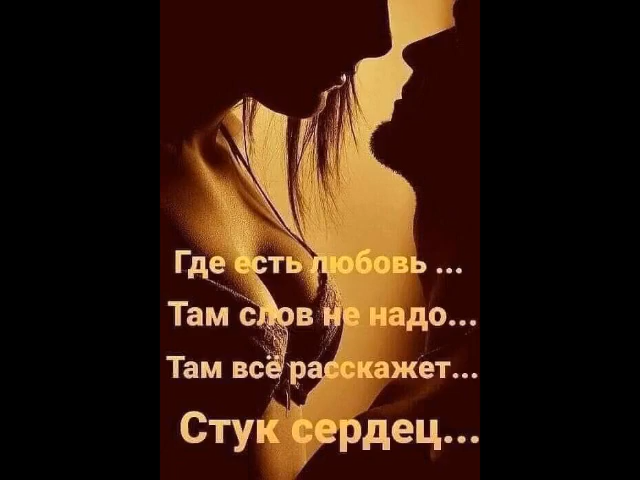 Где есть любовь ...
Там слов не надо...
Там всё расскажет...
Стук сердец...